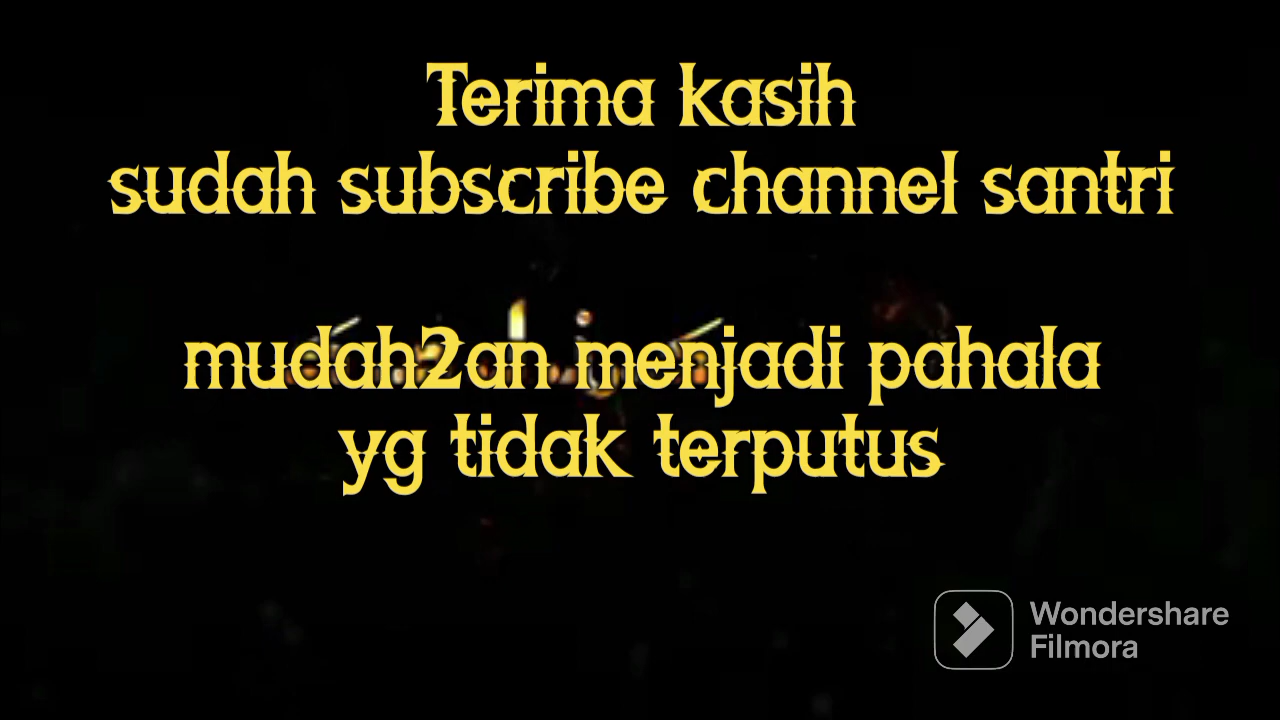 Terima kasih
sudah subscribe channel santri
mudah2an menjadi pahala
yg tidak terputus
Wondershare
Filmora